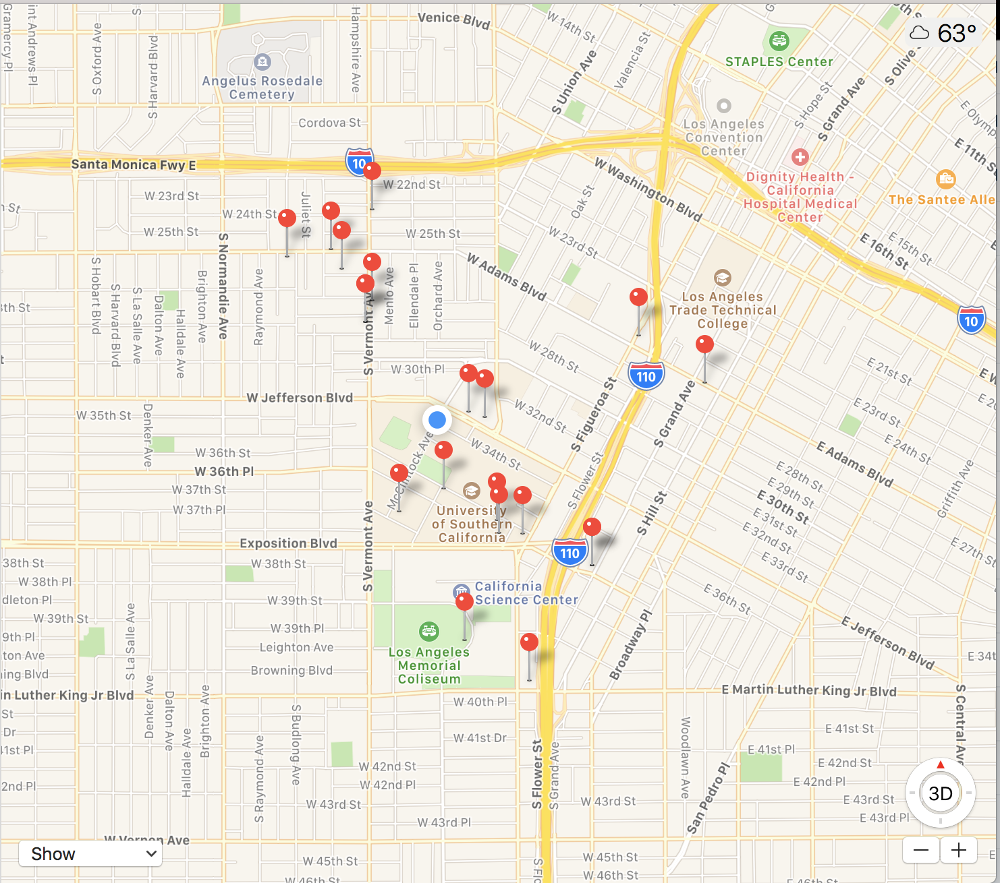 Gramercy Pl
int Andrews Pl
S Oxford Ave
S
S Harvard Blvd
Hampshire Ave
Venice Blvd
W 14th St
Valencia St
S Union Ave
G
STAPLES Center
63°
S Olive S
S Hope St
S Grand Ave
E Olymp
E 11th St
Angelus Rosedale
Cemetery
Cordova St
Los Angeles
Convention
Center
Santa Monica Fwy E
10
W 22nd St
W Washington Blvd
Dignity Health -
California
Hospital Medical
Center
The Santee Alle
W 23rd St
n St
W 24th St
Juliet St
W 25th St
W 25th St
Oak St
W 23rd St
E 16th St
E 15th St
S Hobart Blvd
S Harvard Blvd
S La Salle Ave
Dalton Ave
Halldale Ave
Brighton Ave
S Normandie Ave
Raymond Ave
S Vermont Av
Menlo Ave
Ellendale Pl
Orchard Ave
W Adams Blvd
Los Angeles
Trade Technical
College
10
8th St
t
W 28th St
W 30th Pl
110
E 21st St
E W
W Jefferson Blvd
W 35th St
Denker Ave
W 32nd St
S Figueroa St
S Grand Ave
E 23rd St
E 20
W 36th St
W 36th Pl
W 34th St
McClintock Ave
E Adams Blvd
E 24th St
W 37th St
W 37th Pl
University
of Southern
California
S Flower St
S Hill St
E 28th St
E 29th St
E 30th St
E 31st St
E 32nd St
E 33rd St
Griffith Ave
E 27th St
Exposition Blvd
S Vermont Ave
110
38th St
W 38th St
W 38th Pl
dleton Pl
W 39th St
W 39th St
California
Science Center
E 36th St
9th Pl
ton Ave
ning Blvd
S La Salle Ave
W 39th Pl
Leighton Ave
Browning Blvd
Los Angeles
Memorial
Coliseum
Broadway Pl
E Jefferson Blvd
E 34t
in Luther King Jr Blvd
E Martin Luther King Jr Blvd
St
Dr
41st Pl
Denker Ave
Dalton Ave
Halldale Ave
Brighton Ave
S Budlong Ave
S Raymond Ave
W 40th Pl
W 41st Dr
Woodlawn Ave
E 41st St
E 41st Pl
S Central Ave
2nd Pl
W 42nd St
W 42nd Pl
W 43rd St
W 43rd Pl
S Flower St
S Grand Ave
W 43rd St
San Pedro Pl
E 42nd St
E 42nd Pl
E 43rd St
E 43rd Pl
3D
W Vernon Ave
Show
W 45th St
W 46th St
S Flo
W 45th St
W 46th St
E 46th St
E